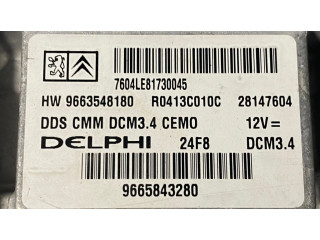 7604LE81730045
HW 9663548180 R0413C010C 28147604
DDS CMM DCM3.4 CEMO 12V=
DELPHI 24F8 DCM3.4
9665843280